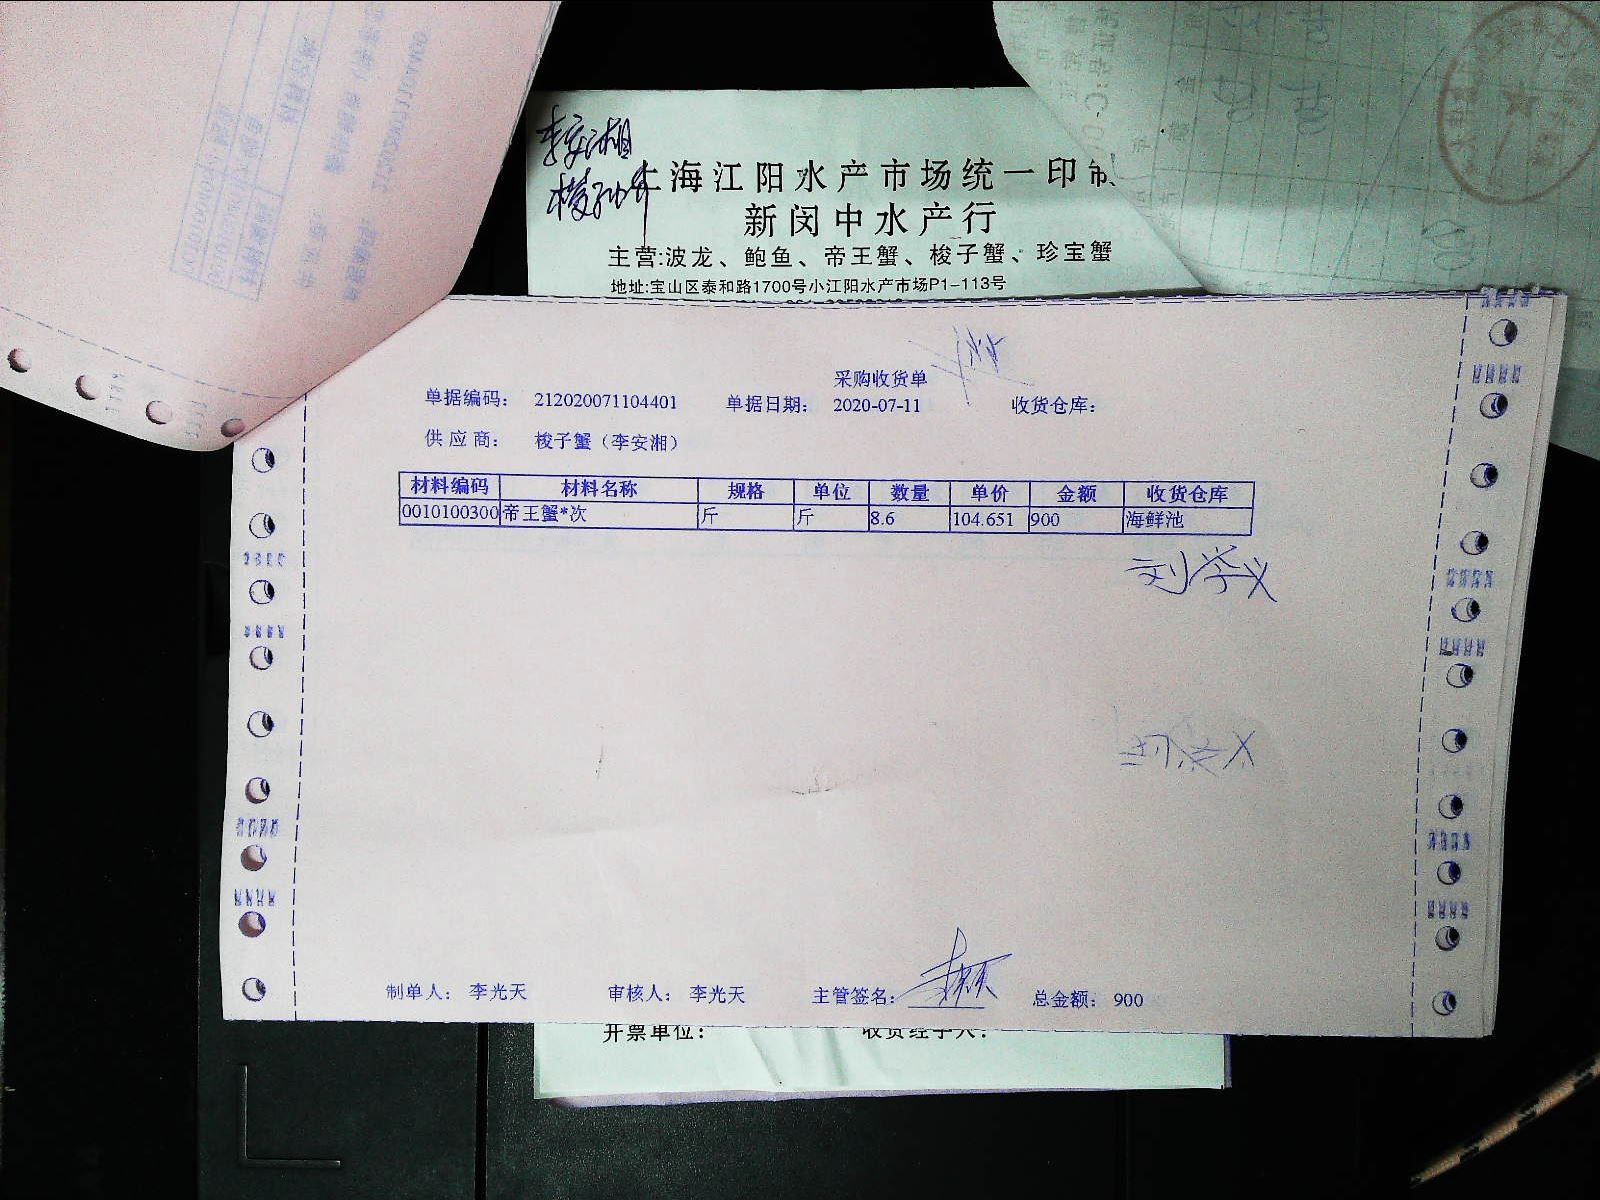 李安湘
梭子蟹
上海江阳水产市场统一印制
新闵中水产行
主营:波龙、鲍鱼、帝王蟹、梭子蟹、珍宝蟹
地址:宝山区泰和路1700号小江阳水产市场P1-113号
采购收货单
单据编码: 212020071104401 单据日期: 2020-07-11 收货仓库:
供应商: 梭子蟹（李安湘）
材料编码 材料名称 规格 单位 数量 单价 金额 收货仓库
0010100300 帝王蟹*次 斤 斤 8.6 104.651 900 海鲜池
刘学义
制单人: 李光天 审核人: 李光天 主管签名: 总金额: 900
开票单位: 收货经手人: